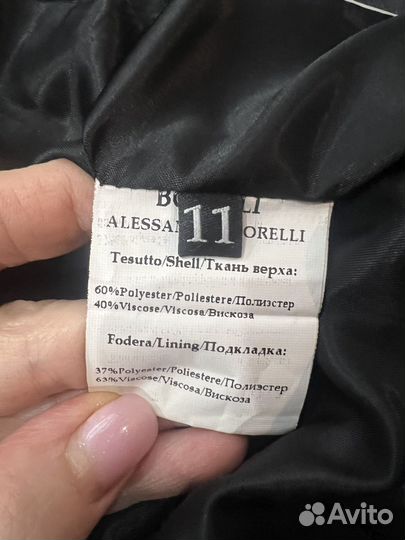 11
ALESSAN ORELLI
Tesutto/Shell/Ткань верха:
60%Polyester/Poliestere/Полиэстер
40%Viscose/Viscosa/Вискоза
Fodera/Lining/Подкладка:
37%Polyester/Poliestere/Полиэстер
63%Viscose/Viscosa/Вискоза
Avito